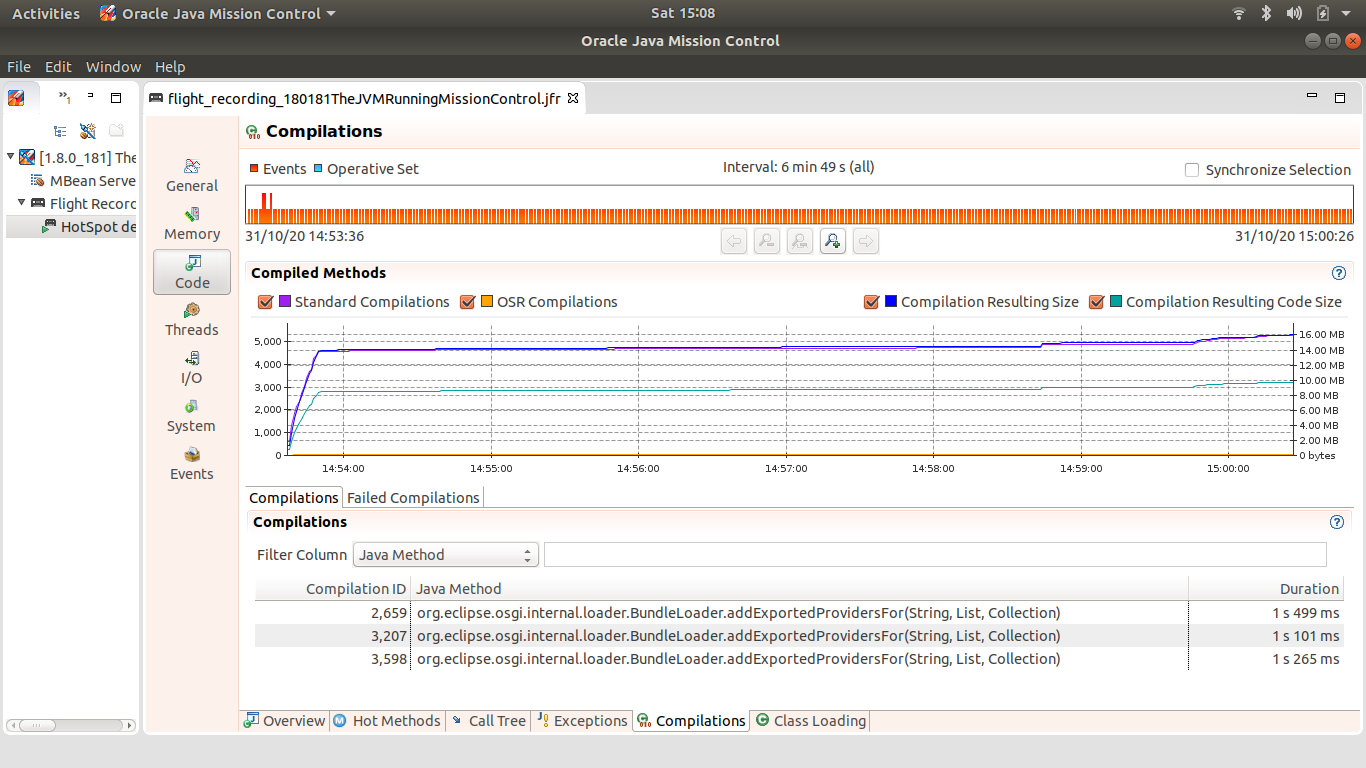 Activities Oracle Java Mission Control Sat 15:08
Oracle Java Mission Control
File Edit Window Help
»1
flight_recording_180181TheJVMRunningMissionControl.jfr
[1.8.0_181] The
MBean Serve
Flight Record
HotSpot de
General
Memory
Code
Threads
I/O
System
Events
Compilations
Events Operative Set Interval: 6 min 49 s (all) Synchronize Selection
31/10/20 14:53:36 31/10/20 15:00:26
Compiled Methods
Standard Compilations OSR Compilations Compilation Resulting Size Compilation Resulting Code Size
5,000
4,000
3,000
2,000
1,000
0
16.00 MB
14.00 MB
12.00 MB
10.00 MB
8.00 MB
6.00 MB
4.00 MB
2.00 MB
0 bytes
14:54:00 14:55:00 14:56:00 14:57:00 14:58:00 14:59:00 15:00:00
Compilations Failed Compilations
Compilations
Filter Column Java Method
Compilation ID Java Method Duration
2,659 org.eclipse.osgi.internal.loader.BundleLoader.addExportedProvidersFor(String, List, Collection) 1 s 499 ms
3,207 org.eclipse.osgi.internal.loader.BundleLoader.addExportedProvidersFor(String, List, Collection) 1 s 101 ms
3,598 org.eclipse.osgi.internal.loader.BundleLoader.addExportedProvidersFor(String, List, Collection) 1 s 265 ms
Overview Hot Methods Call Tree Exceptions Compilations Class Loading